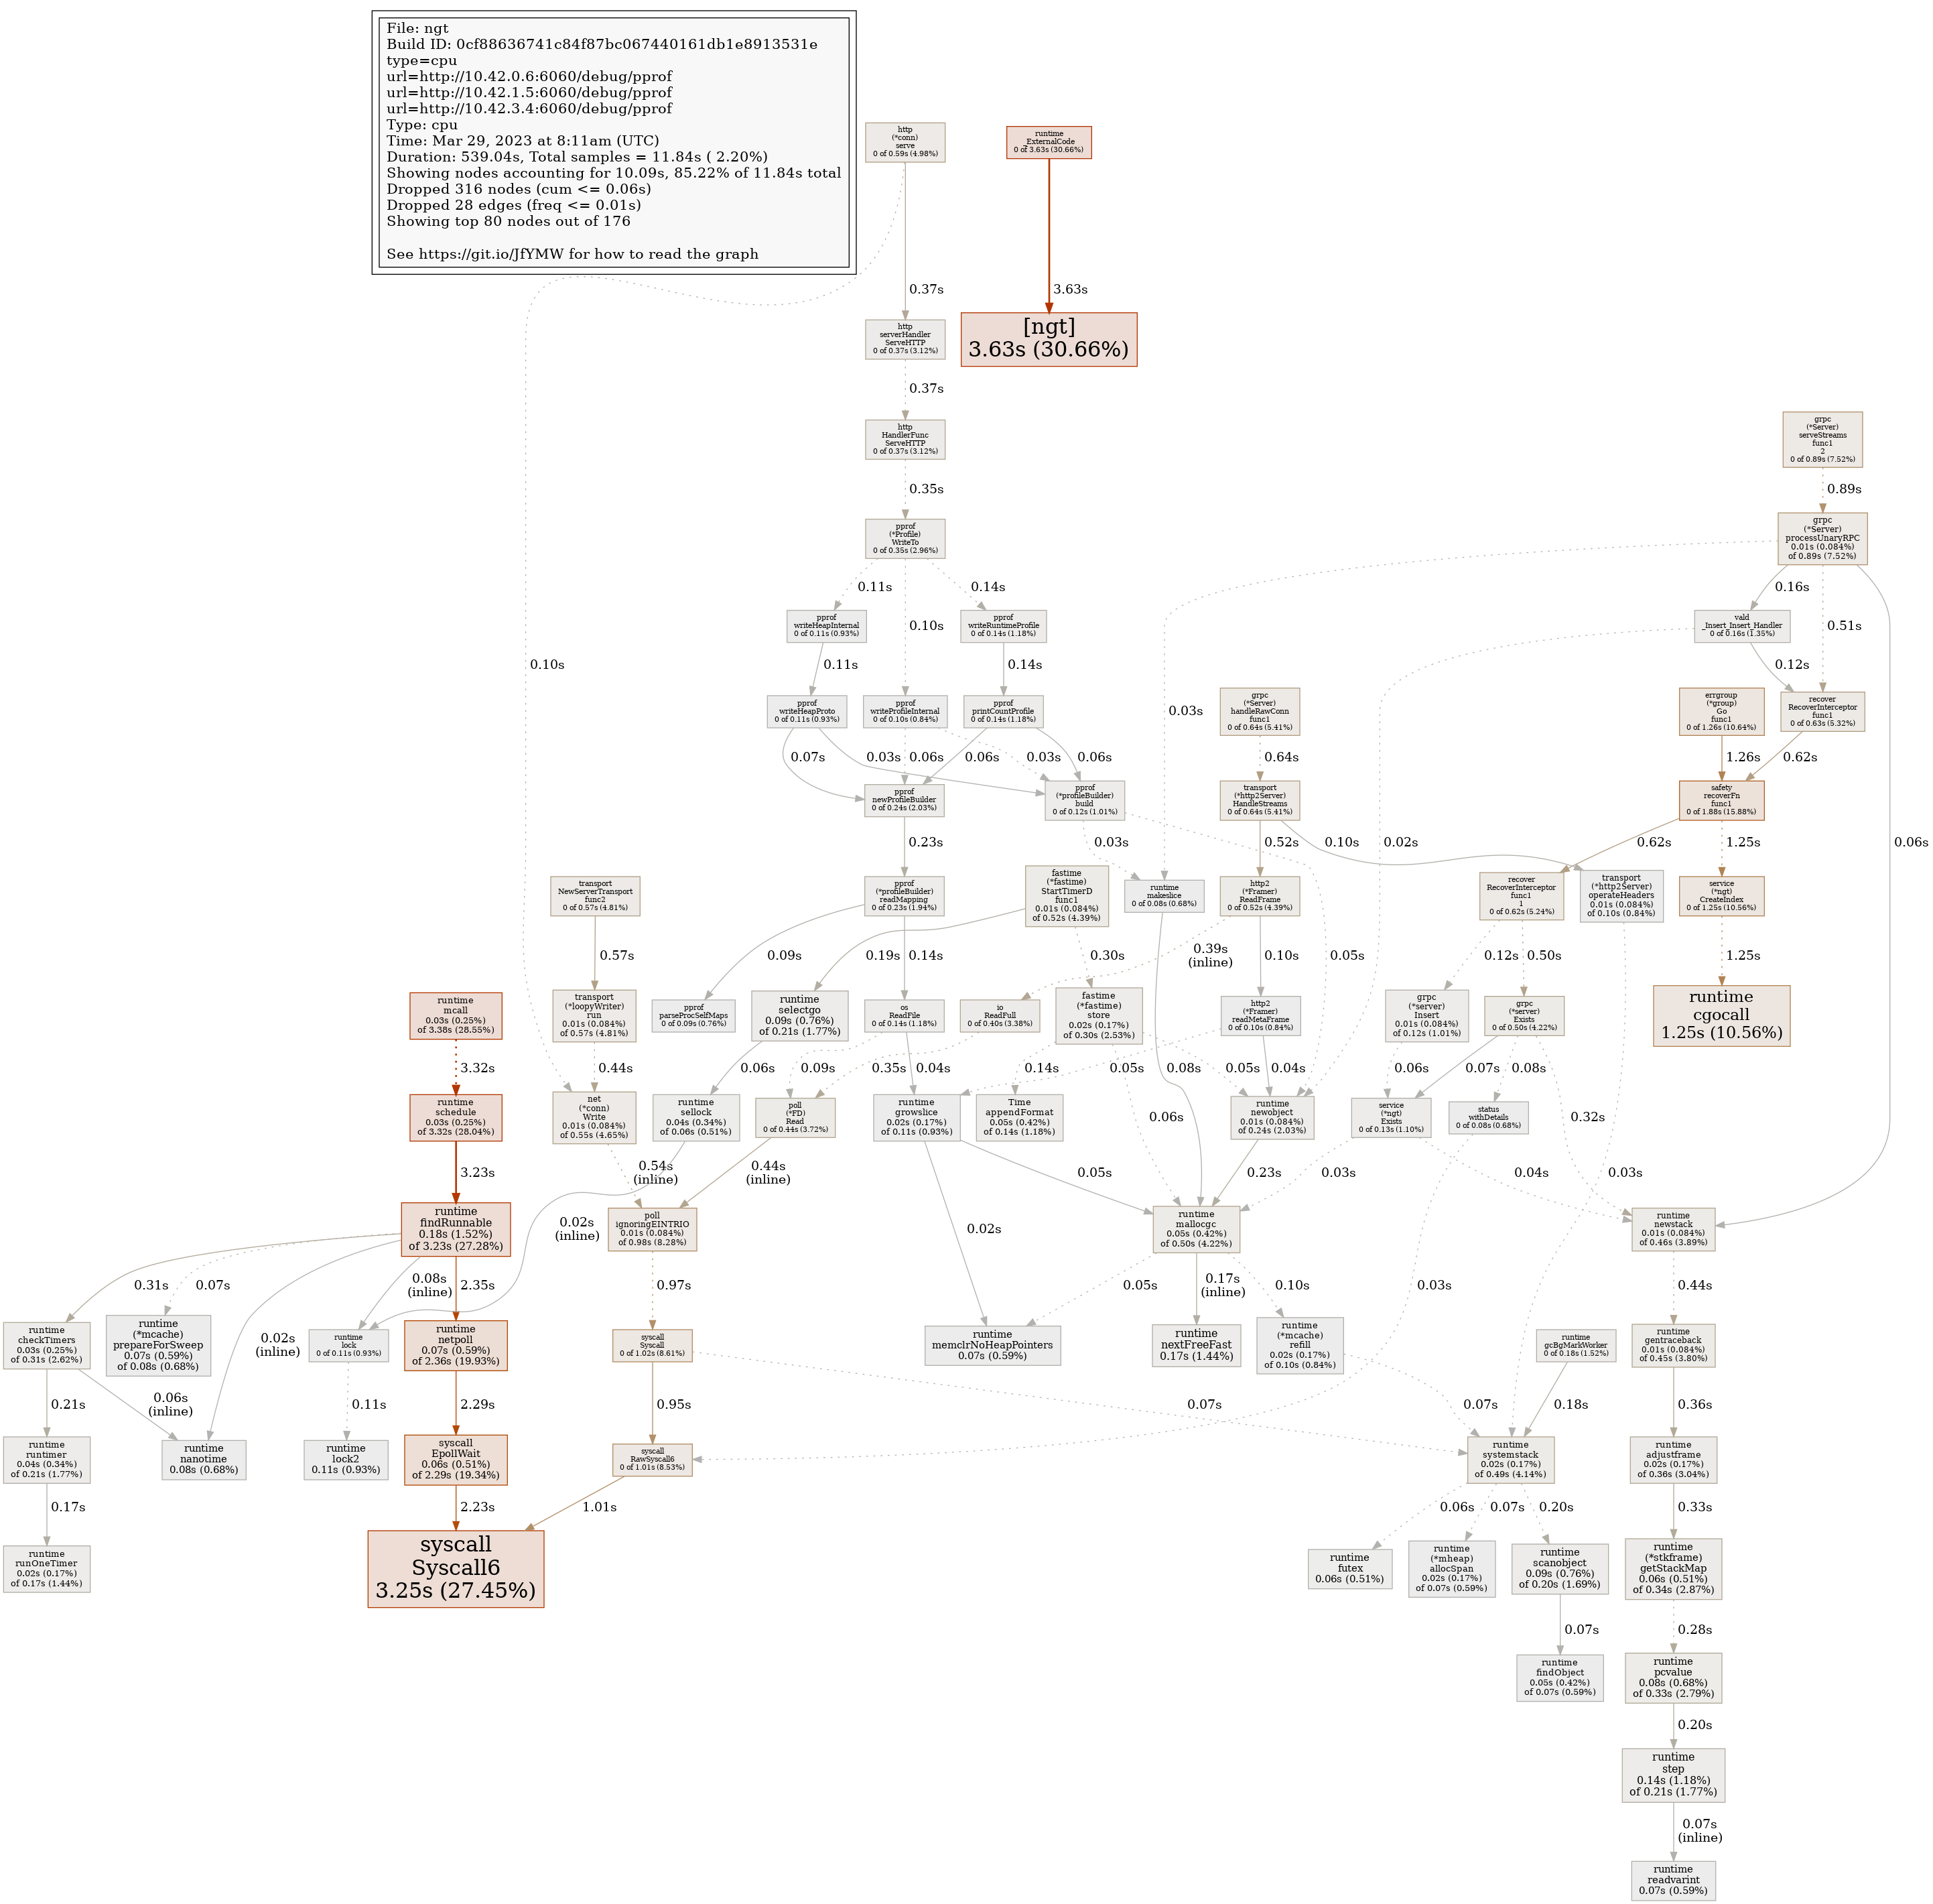 File: ngt
Build ID: 0cf88636741c84f87bc067440161db1e8913531e
type=cpu
url=http://10.42.0.6:6060/debug/pprof
url=http://10.42.1.5:6060/debug/pprof
url=http://10.42.3.4:6060/debug/pprof
Type: cpu
Time: Mar 29, 2023 at 8:11am (UTC)
Duration: 539.04s, Total samples = 11.84s ( 2.20%)
Showing nodes accounting for 10.09s, 85.22% of 11.84s total
Dropped 316 nodes (cum <= 0.06s)
Dropped 28 edges (freq <= 0.01s)
Showing top 80 nodes out of 176
See https://git.io/JfYMW for how to read the graph
http
(*conn)
serve
0 of 0.59s (4.98%)
runtime
_ExternalCode
0 of 3.63s (30.66%)
0.37s
3.63s
http
serverHandler
ServeHTTP
0 of 0.37s (3.12%)
[ngt]
3.63s (30.66%)
0.37s
http
HandlerFunc
ServeHTTP
0 of 0.37s (3.12%)
grpc
(*Server)
serveStreams
func1
2
0 of 0.89s (7.52%)
0.35s
0.89s
pprof
(*Profile)
WriteTo
0 of 0.35s (2.96%)
grpc
(*Server)
processUnaryRPC
0.01s (0.084%)
of 0.89s (7.52%)
0.11s
0.14s
0.16s
0.10s
0.51s
pprof
writeHeapInternal
0 of 0.11s (0.93%)
pprof
writeRuntimeProfile
0 of 0.14s (1.18%)
vald
_Insert_Insert_Handler
0 of 0.16s (1.35%)
0.10s
0.11s
0.14s
0.12s
0.03s
pprof
writeHeapProto
0 of 0.11s (0.93%)
pprof
writeProfileInternal
0 of 0.10s (0.84%)
pprof
printCountProfile
0 of 0.14s (1.18%)
grpc
(*Server)
handleRawConn
func1
0 of 0.64s (5.41%)
errgroup
(*group)
Go
func1
0 of 1.26s (10.64%)
recover
RecoverInterceptor
func1
0 of 0.63s (5.32%)
0.07s
0.03s
0.06s
0.06s
0.03s
0.06s
0.64s
1.26s
0.62s
pprof
newProfileBuilder
0 of 0.24s (2.03%)
pprof
(*profileBuilder)
build
0 of 0.12s (1.01%)
transport
(*http2Server)
HandleStreams
0 of 0.64s (5.41%)
safety
recoverFn
func1
0 of 1.88s (15.88%)
0.23s
0.03s
0.52s
0.10s
0.02s
0.62s
1.25s
0.06s
transport
NewServerTransport
func2
0 of 0.57s (4.81%)
pprof
(*profileBuilder)
readMapping
0 of 0.23s (1.94%)
fastime
(*fastime)
StartTimerD
func1
0.01s (0.084%)
of 0.52s (4.39%)
runtime
makeslice
0 of 0.08s (0.68%)
http2
(*Framer)
ReadFrame
0 of 0.52s (4.39%)
recover
RecoverInterceptor
func1
1
0 of 0.62s (5.24%)
transport
(*http2Server)
operateHeaders
0.01s (0.084%)
of 0.10s (0.84%)
service
(*ngt)
CreateIndex
0 of 1.25s (10.56%)
0.57s
0.09s
0.19s
0.14s
0.30s
0.39s
(inline)
0.10s
0.05s
0.12s
0.50s
1.25s
runtime
mcall
0.03s (0.25%)
of 3.38s (28.55%)
transport
(*loopyWriter)
run
0.01s (0.084%)
of 0.57s (4.81%)
pprof
parseProcSelfMaps
0 of 0.09s (0.76%)
runtime
selectgo
0.09s (0.76%)
of 0.21s (1.77%)
os
ReadFile
0 of 0.14s (1.18%)
io
ReadFull
0 of 0.40s (3.38%)
fastime
(*fastime)
store
0.02s (0.17%)
of 0.30s (2.53%)
http2
(*Framer)
readMetaFrame
0 of 0.10s (0.84%)
grpc
(*server)
Insert
0.01s (0.084%)
of 0.12s (1.01%)
grpc
(*server)
Exists
0 of 0.50s (4.22%)
runtime
cgocall
1.25s (10.56%)
3.32s
0.44s
0.06s
0.09s
0.35s
0.04s
0.14s
0.05s
0.05s
0.04s
0.08s
0.06s
0.06s
0.07s
0.08s
0.32s
runtime
schedule
0.03s (0.25%)
of 3.32s (28.04%)
net
(*conn)
Write
0.01s (0.084%)
of 0.55s (4.65%)
runtime
sellock
0.04s (0.34%)
of 0.06s (0.51%)
poll
(*FD)
Read
0 of 0.44s (3.72%)
runtime
growslice
0.02s (0.17%)
of 0.11s (0.93%)
Time
appendFormat
0.05s (0.42%)
of 0.14s (1.18%)
runtime
newobject
0.01s (0.084%)
of 0.24s (2.03%)
service
(*ngt)
Exists
0 of 0.13s (1.10%)
status
withDetails
0 of 0.08s (0.68%)
3.23s
0.54s
(inline)
0.44s
(inline)
0.05s
0.23s
0.03s
0.04s
0.03s
runtime
findRunnable
0.18s (1.52%)
of 3.23s (27.28%)
0.02s
(inline)
poll
ignoringEINTRIO
0.01s (0.084%)
of 0.98s (8.28%)
0.02s
runtime
mallocgc
0.05s (0.42%)
of 0.50s (4.22%)
runtime
newstack
0.01s (0.084%)
of 0.46s (3.89%)
0.31s
0.07s
0.08s
(inline)
2.35s
0.97s
0.05s
0.17s
(inline)
0.10s
0.03s
0.44s
runtime
checkTimers
0.03s (0.25%)
of 0.31s (2.62%)
runtime
(*mcache)
prepareForSweep
0.07s (0.59%)
of 0.08s (0.68%)
0.02s
(inline)
runtime
lock
0 of 0.11s (0.93%)
runtime
netpoll
0.07s (0.59%)
of 2.36s (19.93%)
syscall
Syscall
0 of 1.02s (8.61%)
runtime
memclrNoHeapPointers
0.07s (0.59%)
runtime
nextFreeFast
0.17s (1.44%)
runtime
(*mcache)
refill
0.02s (0.17%)
of 0.10s (0.84%)
runtime
gcBgMarkWorker
0 of 0.18s (1.52%)
runtime
gentraceback
0.01s (0.084%)
of 0.45s (3.80%)
0.21s
0.06s
(inline)
0.11s
2.29s
0.95s
0.07s
0.07s
0.18s
0.36s
runtime
runtimer
0.04s (0.34%)
of 0.21s (1.77%)
runtime
nanotime
0.08s (0.68%)
runtime
lock2
0.11s (0.93%)
syscall
EpollWait
0.06s (0.51%)
of 2.29s (19.34%)
syscall
RawSyscall6
0 of 1.01s (8.53%)
runtime
systemstack
0.02s (0.17%)
of 0.49s (4.14%)
runtime
adjustframe
0.02s (0.17%)
of 0.36s (3.04%)
0.17s
2.23s
1.01s
0.06s
0.07s
0.20s
0.33s
runtime
runOneTimer
0.02s (0.17%)
of 0.17s (1.44%)
syscall
Syscall6
3.25s (27.45%)
runtime
futex
0.06s (0.51%)
runtime
(*mheap)
allocSpan
0.02s (0.17%)
of 0.07s (0.59%)
runtime
scanobject
0.09s (0.76%)
of 0.20s (1.69%)
runtime
(*stkframe)
getStackMap
0.06s (0.51%)
of 0.34s (2.87%)
0.07s
0.28s
runtime
findObject
0.05s (0.42%)
of 0.07s (0.59%)
runtime
pcvalue
0.08s (0.68%)
of 0.33s (2.79%)
0.20s
runtime
step
0.14s (1.18%)
of 0.21s (1.77%)
0.07s
(inline)
runtime
readvarint
0.07s (0.59%)